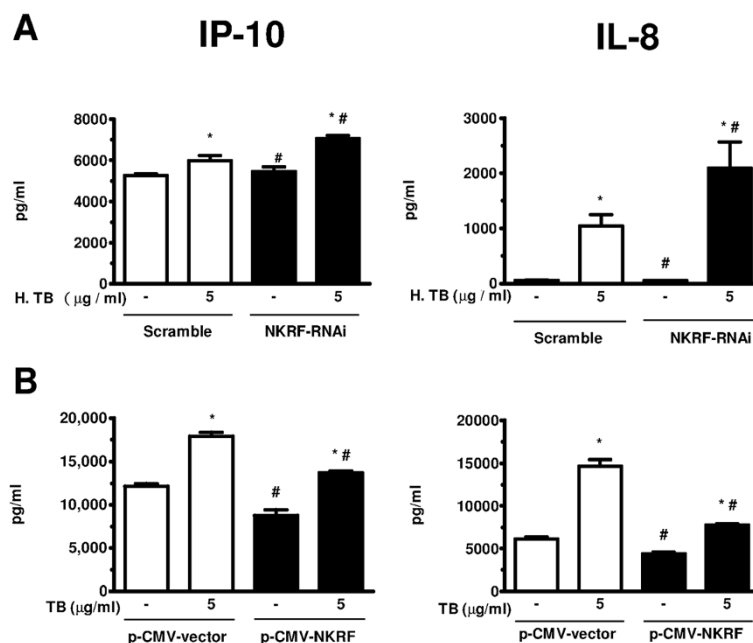 A
IP-10
IL-8
8000
6000
4000
2000
0
pg/ml
*
#
* #
H. TB ( μg / ml)
-
5
-
5
Scramble
NKRF-RNAi
3000
2000
1000
0
pg/ml
*
#
* #
H. TB (μg / ml)
-
5
-
5
Scramble
NKRF-RNAi
B
20,000
15,000
10,000
5,000
0
pg/ml
*
#
* #
TB (μg/ml)
-
5
-
5
p-CMV-vector
p-CMV-NKRF
20000
15000
10000
5000
0
pg/ml
*
#
* #
TB (μg/ml)
-
5
-
5
p-CMV-vector
p-CMV-NKRF